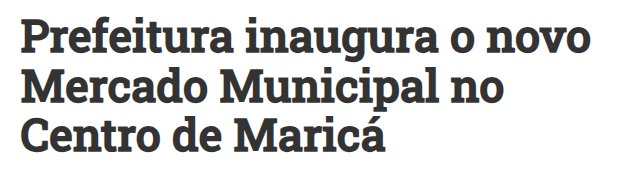 Prefeitura inaugura o novo
Mercado Municipal no
Centro de Maricá